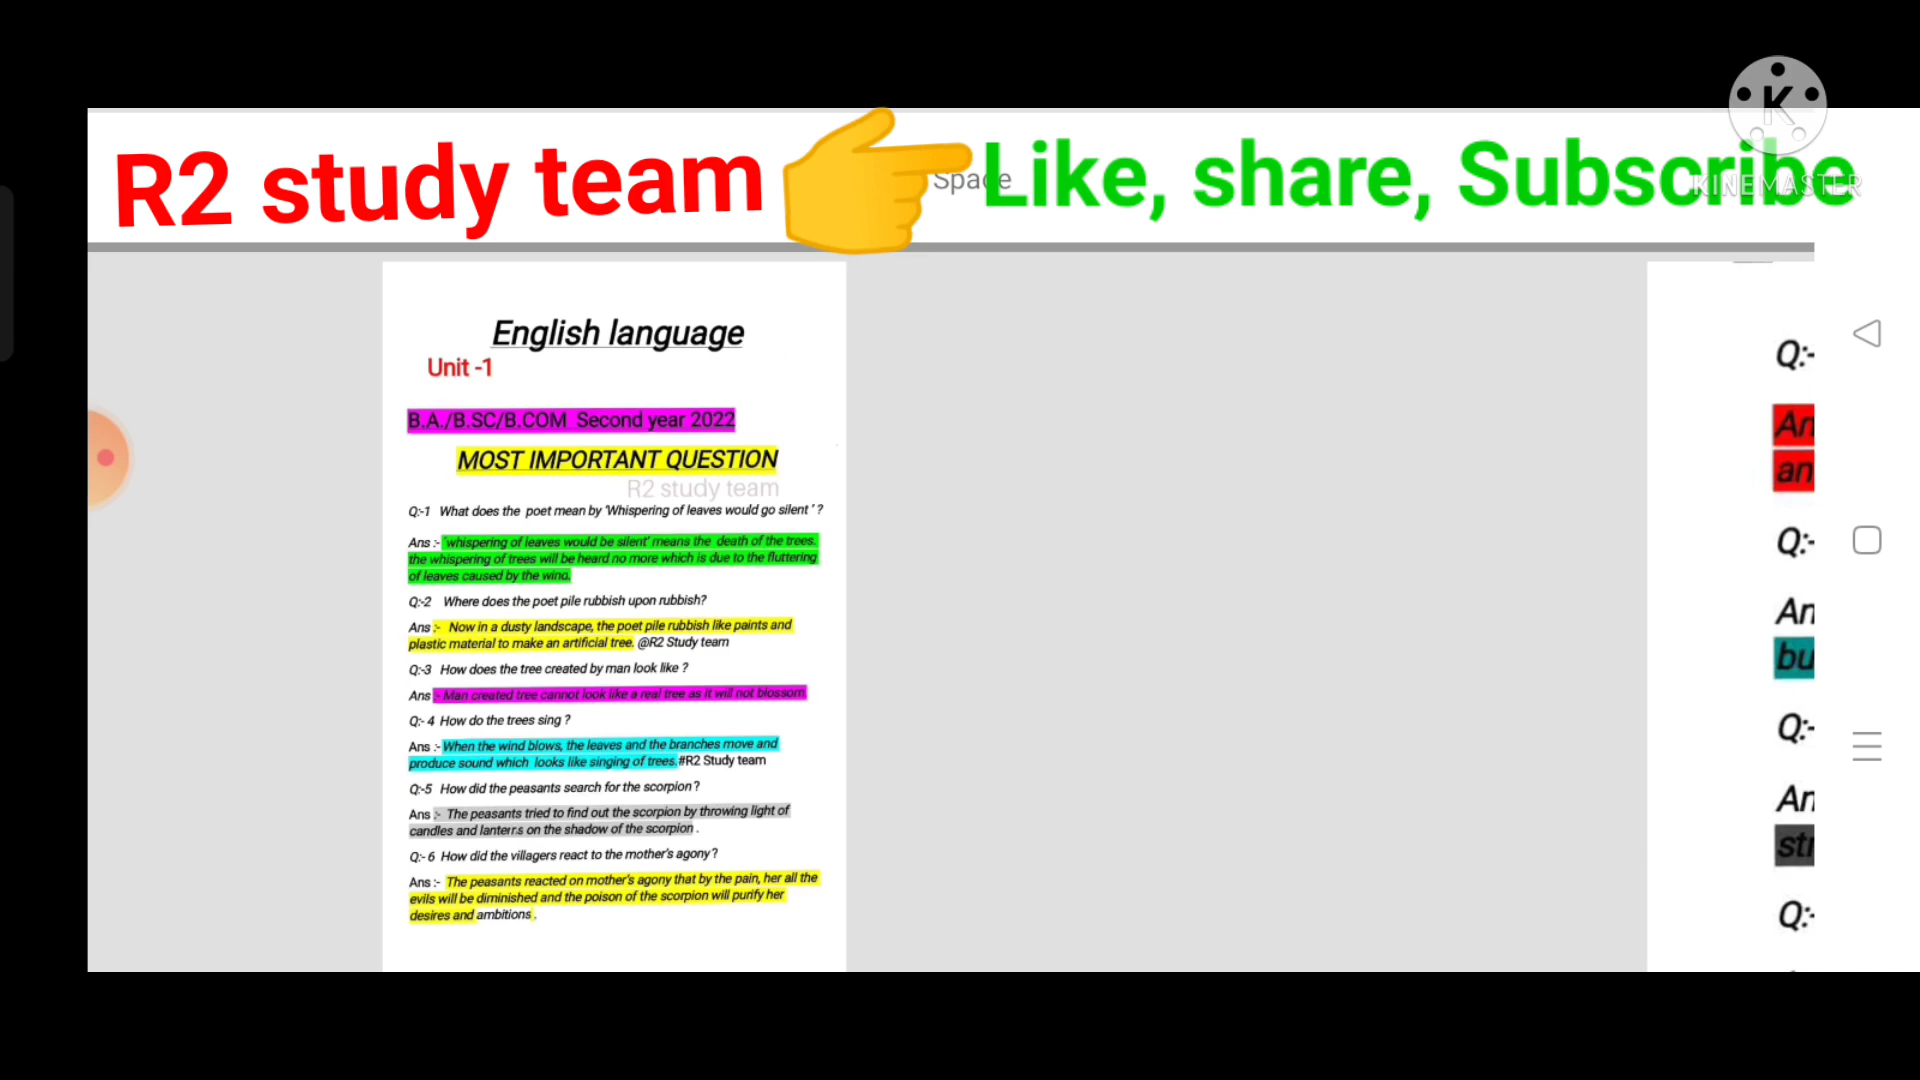 R2 study team Like, share, Subscribe
Space
KINEMASTER
English language
Unit -1
B.A./B.SC/B.COM Second year 2022
MOST IMPORTANT QUESTION
R2 study team
Q:-1 What does the poet mean by 'Whispering of leaves would go silent ' ?
Ans :- 'whispering of leaves would be silent' means the death of the trees.
the whispering of trees will be heard no more which is due to the fluttering
of leaves caused by the wind.
Q:-2 Where does the poet pile rubbish upon rubbish?
Ans :- Now in a dusty landscape, the poet pile rubbish like paints and
plastic material to make an artificial tree. @R2 Study team
Q:-3 How does the tree created by man look like ?
Ans :- Man created tree cannot look like a real tree as it will not blossom
Q:- 4 How do the trees sing ?
Ans :- When the wind blows, the leaves and the branches move and
produce sound which looks like singing of trees.#R2 Study team
Q:-5 How did the peasants search for the scorpion ?
Ans :- The peasants tried to find out the scorpion by throwing light of
candles and lanterr.s on the shadow of the scorpion .
Q:- 6 How did the villagers react to the mother's agony ?
Ans :- The peasants reacted on mother's agony that by the pain, her all the
evils will be diminished and the poison of the scorpion will purify her
desires and ambitions .
Q:-
An
an
Q:-
An
bu
Q:-
An
str
Q:-